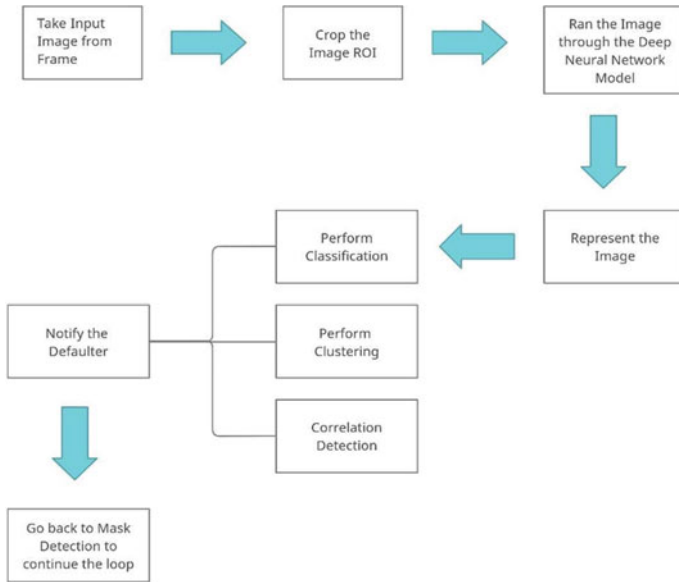 Take Input
Image from
Frame
Crop the
Image ROI
Ran the Image
through the Deep
Neural Network
Model
Represent the
Image
Perform
Classification
Perform
Clustering
Correlation
Detection
Notify the
Defaulter
Go back to Mask
Detection to
continue the loop